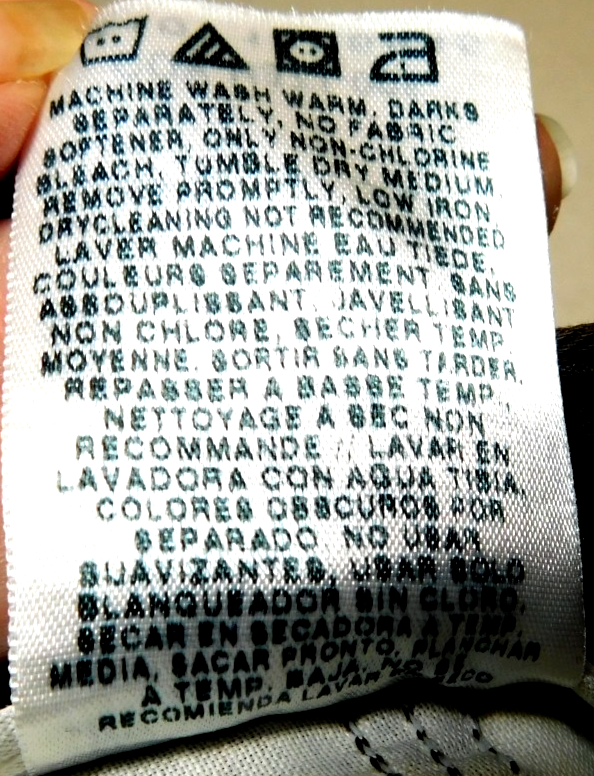 MACHINE WASH WARM, DARKS
SEPARATELY, NO FABRIC
SOFTENER, ONLY NON-CHLORINE
BLEACH, TUMBLE DRY MEDIUM,
REMOVE PROMPTLY, LOW IRON
DRYCLEANING NOT RECOMMENDED
LAVER MACHINE EAU TIEDE,
COULEURS SEPAREMENT, SANS
ASSOUPLISSANT, JAVELLISANT
NON CHLORE, SECHER TEMP.
MOYENNE, SORTIR SANS TARDER,
REPASSER A BASSE TEMP.,
NETTOYAGE A SEC NON
RECOMMANDE // LAVAR EN
LAVADORA CON AGUA TIBIA,
COLORES OBSCUROS POR
SEPARADO, NO USAR
SUAVIZANTES, USAR SOLO
BLANQUEADOR SIN CLORO,
SECAR EN SECADORA A TEMP.
MEDIA, SACAR PRONTO, PLANCHAR
A TEMP. BAJA, NO SE
RECOMIENDA LAVAR EN SECO